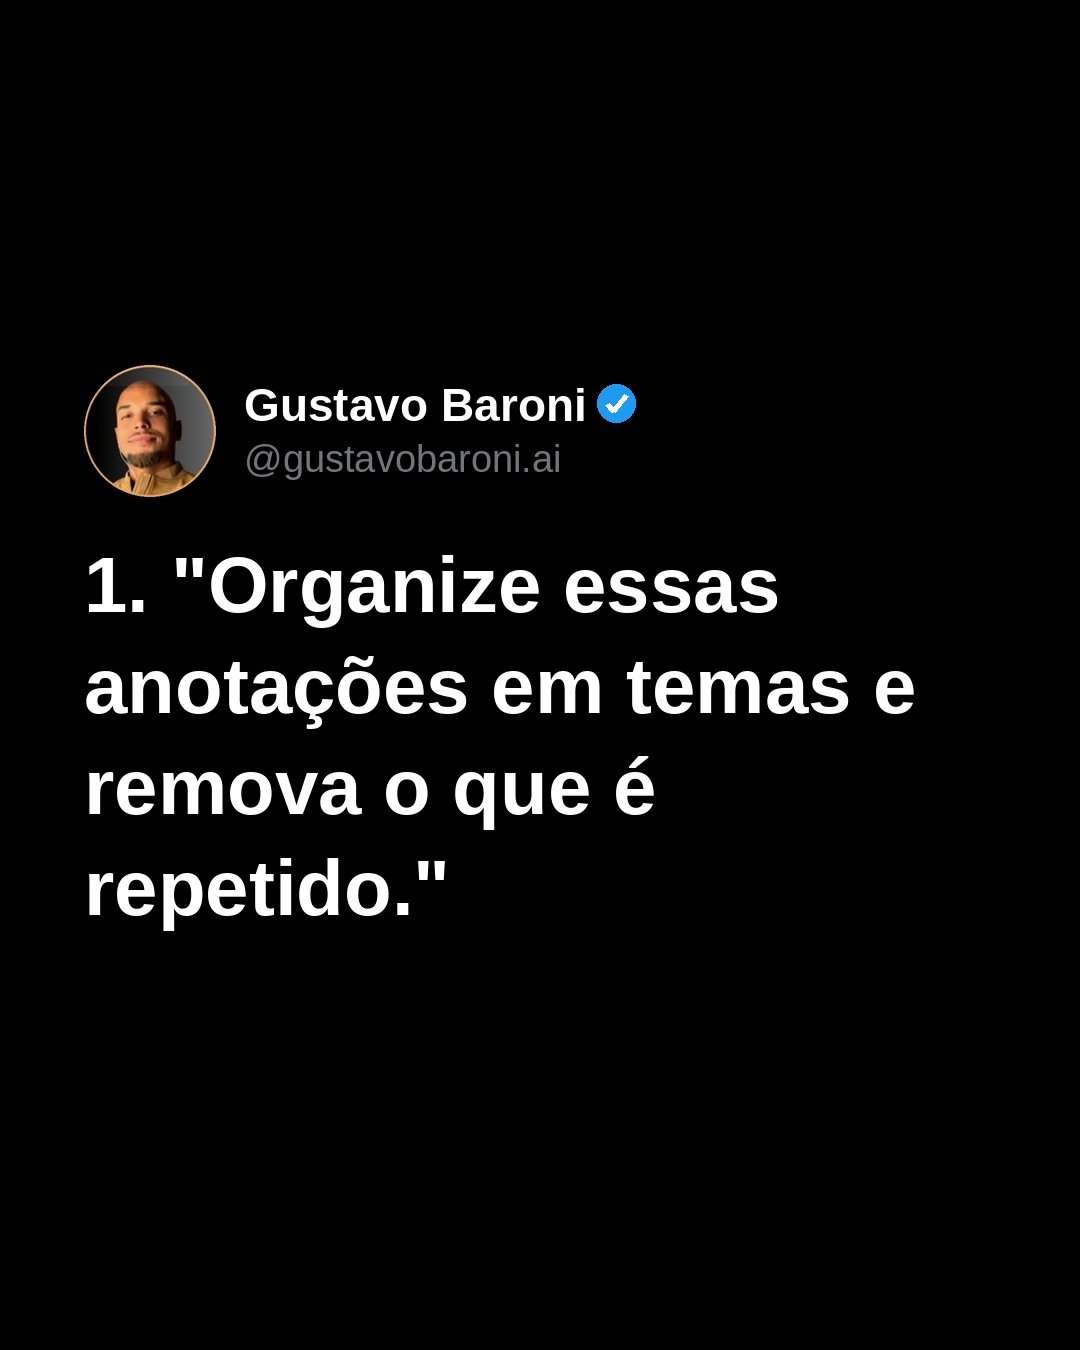 Gustavo Baroni
@gustavobaroni.ai
1. "Organize essas
anotações em temas e
remova o que é
repetido."